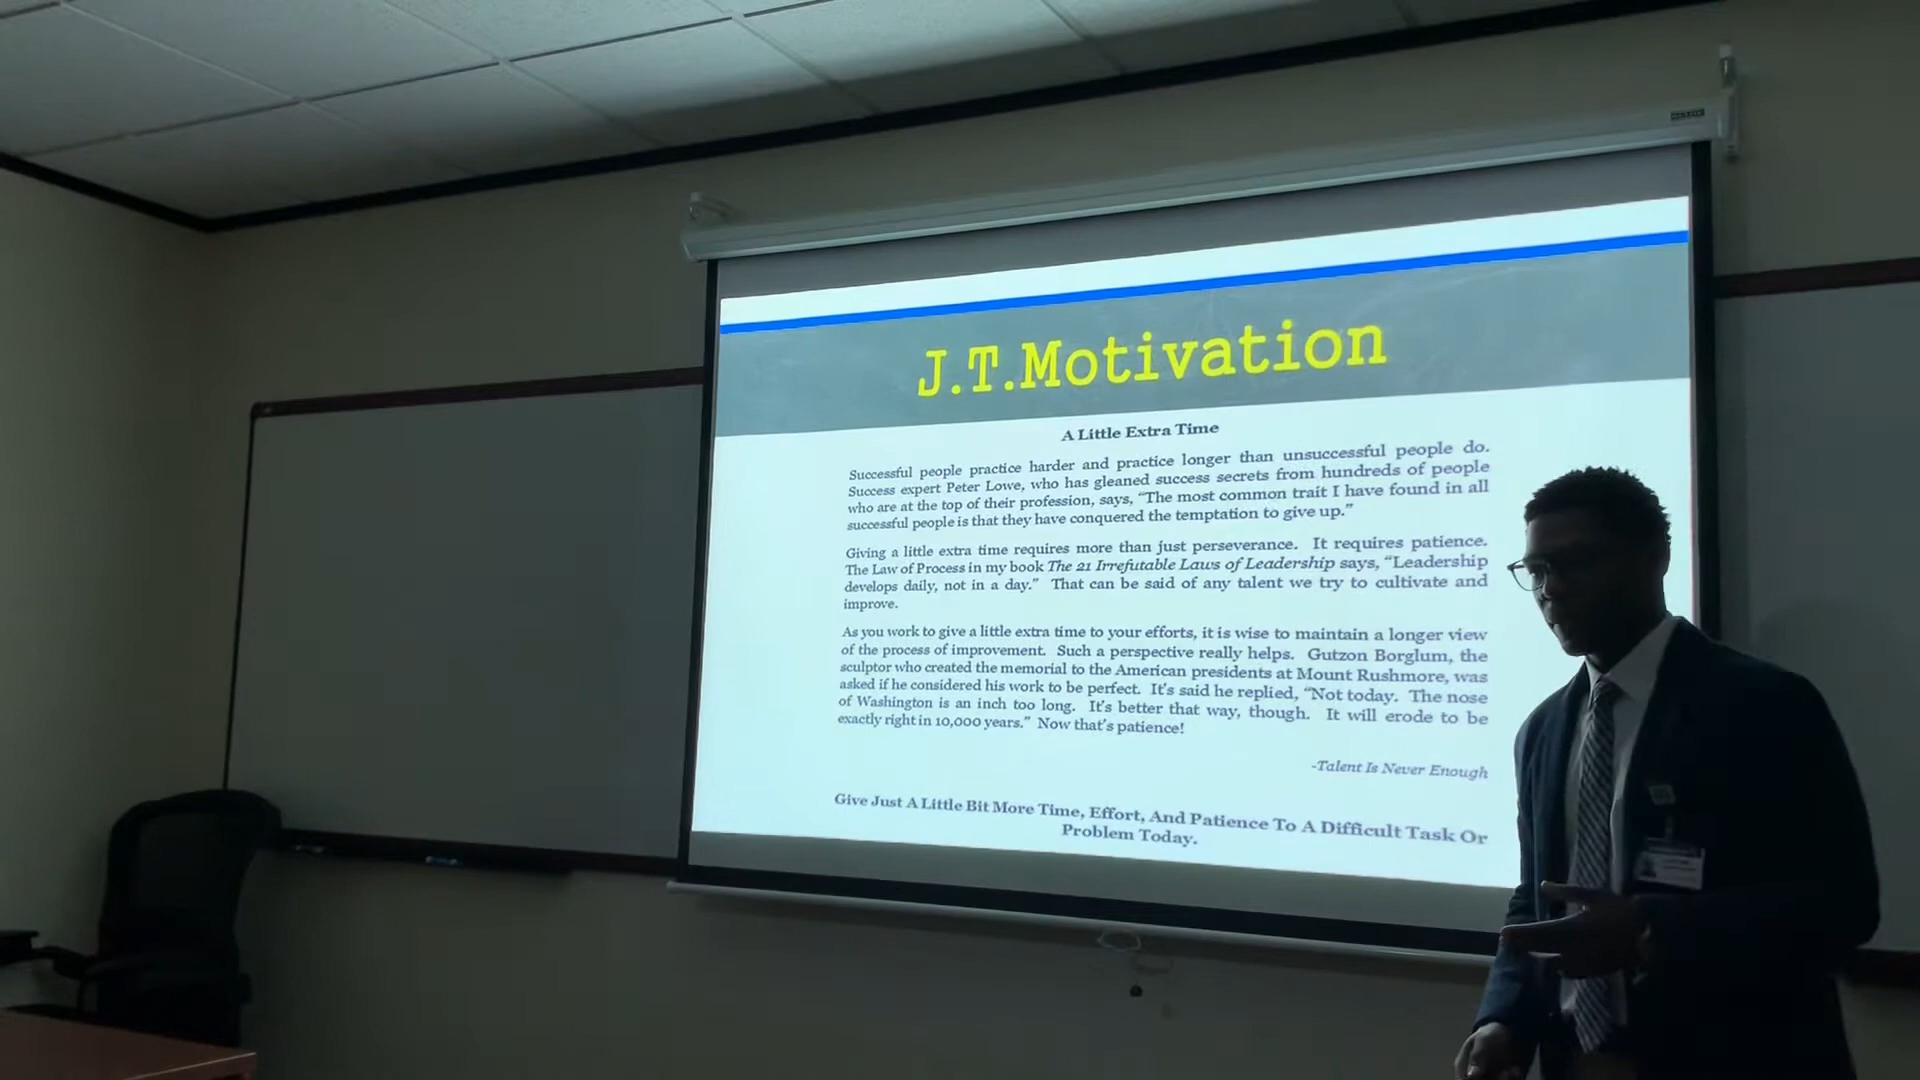 J.T.Motivation
A Little Extra Time
Successful people practice harder and practice longer than unsuccessful people do.
Success expert Peter Lowe, who has gleaned success secrets from hundreds of people
who are at the top of their profession, says, “The most common trait I have found in all
successful people is that they have conquered the temptation to give up.”
Giving a little extra time requires more than just perseverance. It requires patience.
The Law of Process in my book The 21 Irrefutable Laws of Leadership says, “Leadership
develops daily, not in a day.” That can be said of any talent we try to cultivate and
improve.
As you work to give a little extra time to your efforts, it is wise to maintain a longer view
of the process of improvement. Such a perspective really helps. Gutzon Borglum, the
sculptor who created the memorial to the American presidents at Mount Rushmore, was
asked if he considered his work to be perfect. It's said he replied, “Not today. The nose
of Washington is an inch too long. It's better that way, though. It will erode to be
exactly right in 10,000 years.” Now that's patience!
-Talent Is Never Enough
Give Just A Little Bit More Time, Effort, And Patience To A Difficult Task Or
Problem Today.